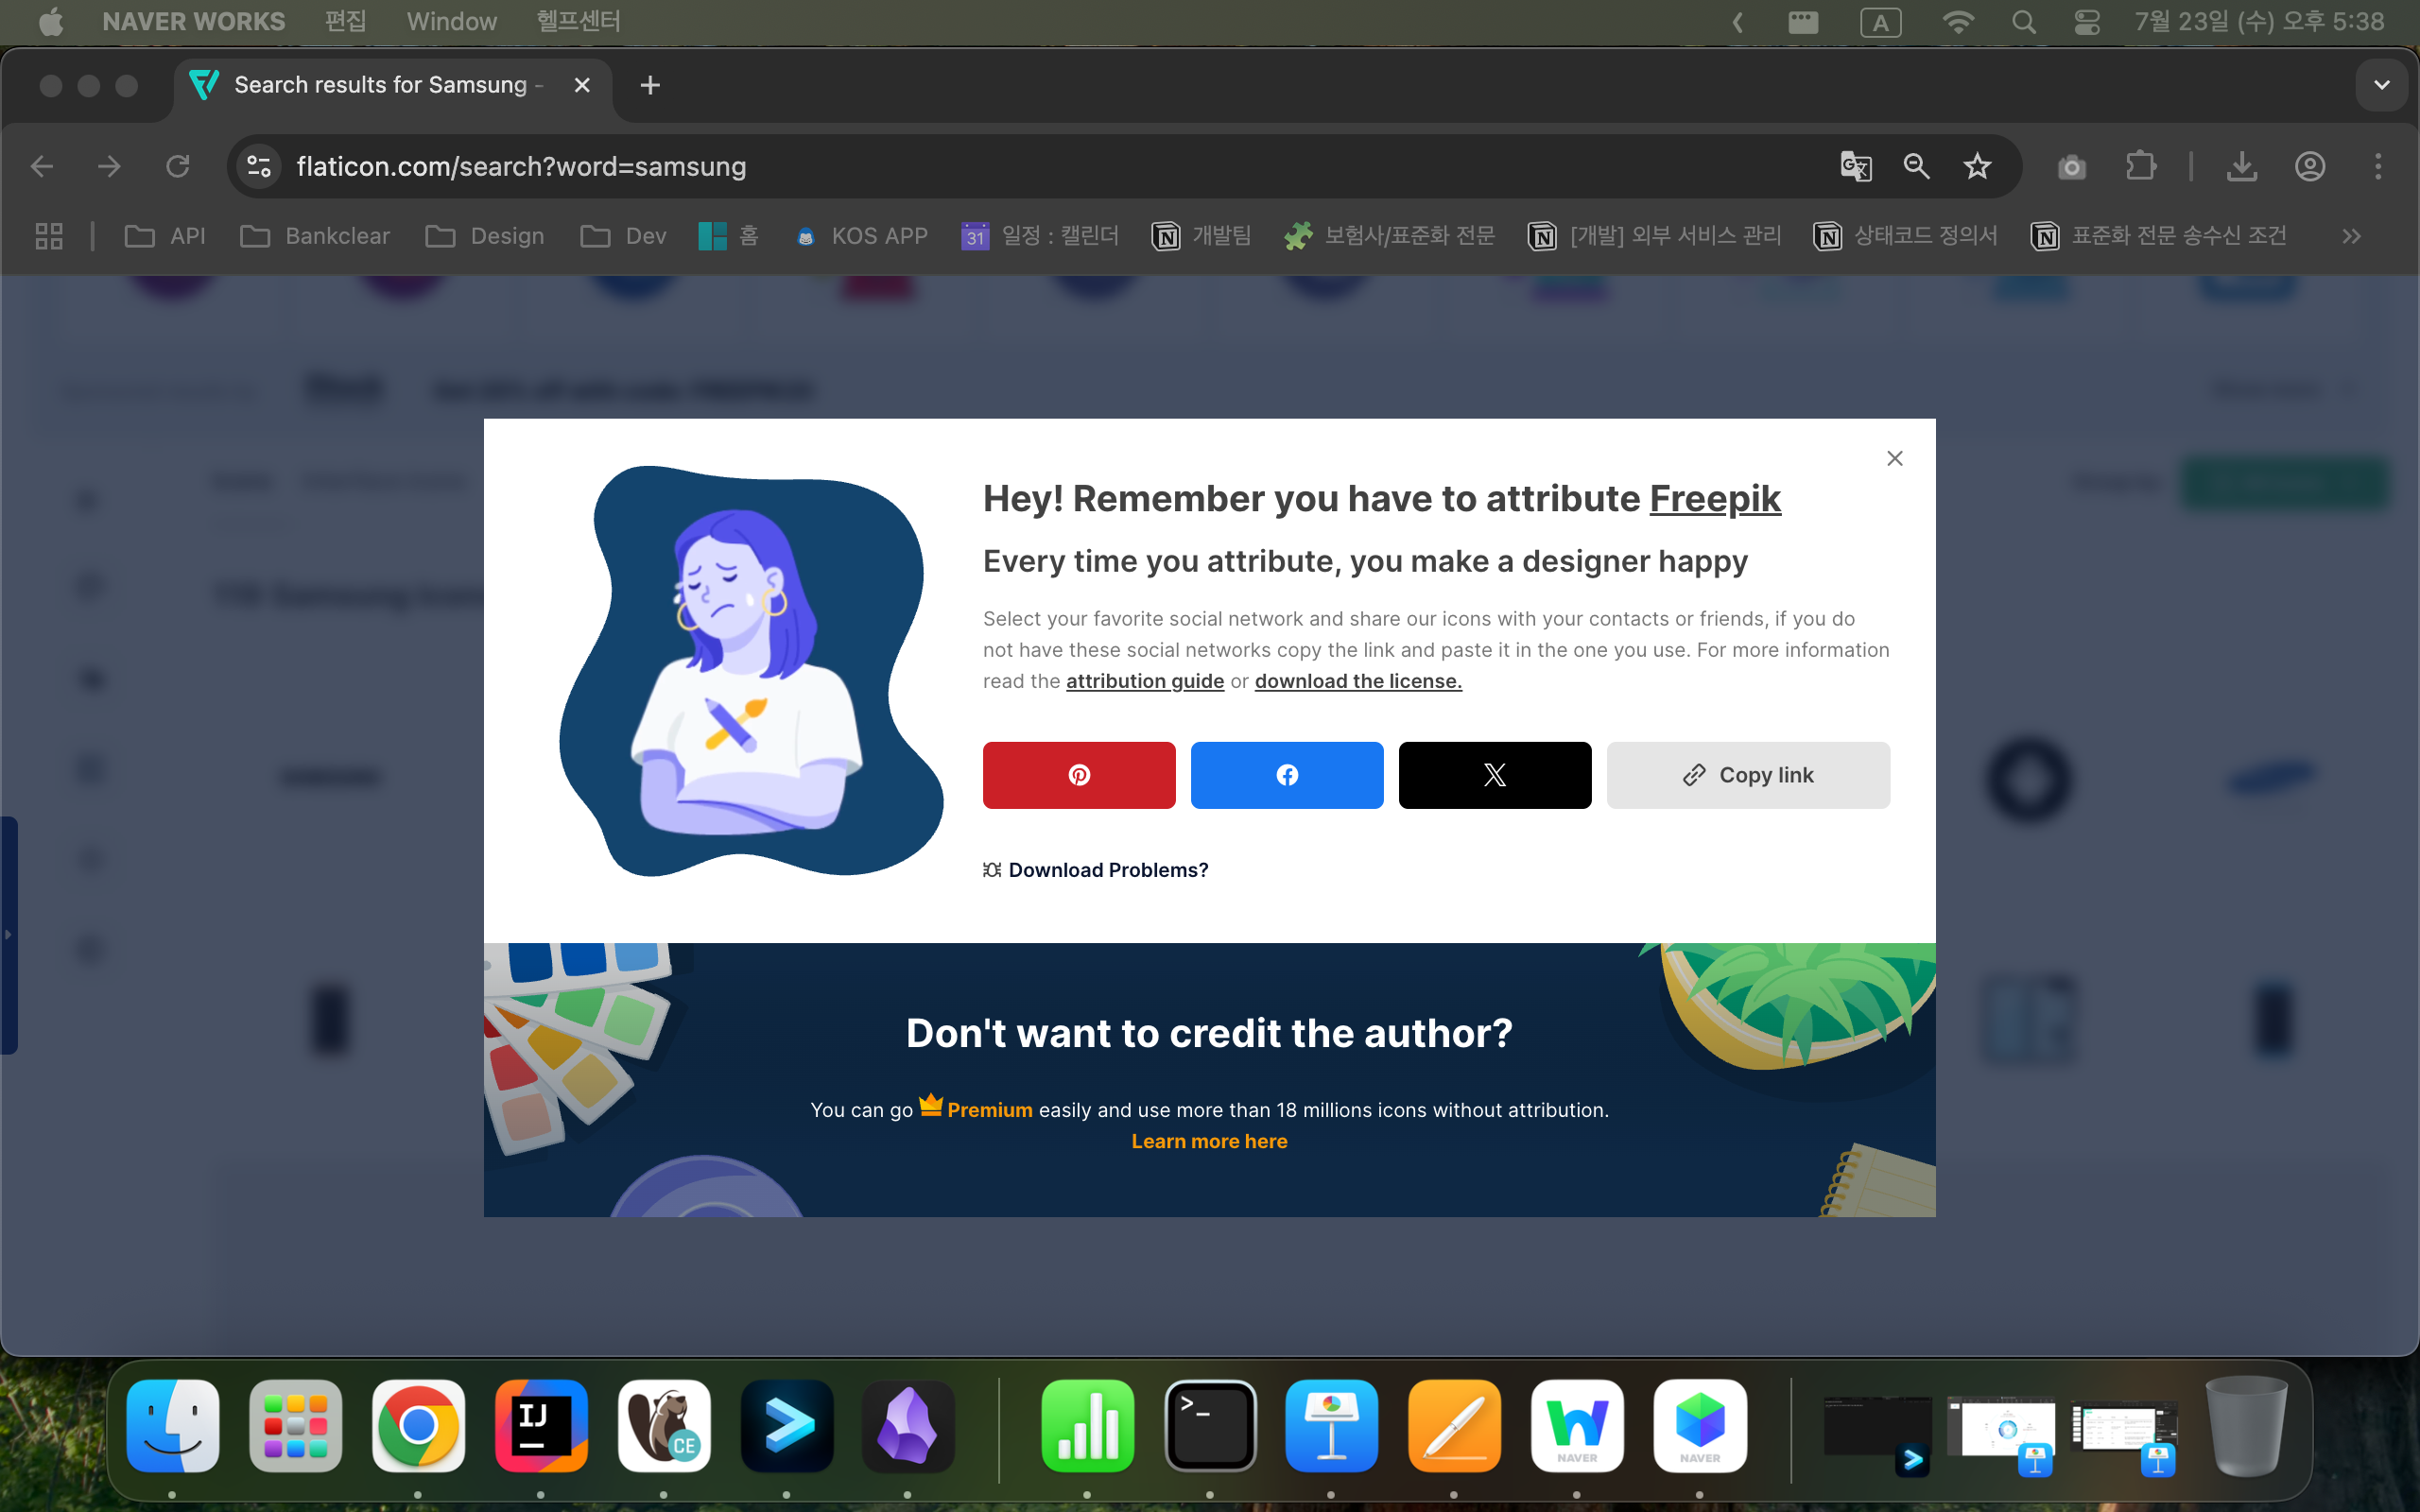 NAVER WORKS 편집 Window 헬프센터 A 7월 23일 (수) 오후 5:38
Search results for Samsung -
flaticon.com/search?word=samsung
API Bankclear Design Dev 홈 KOS APP 31 일정 : 캘린더 개발팀 보험사/표준화 전문 [개발] 외부 서비스 관리 상태코드 정의서 표준화 전문 송수신 조건
Hey! Remember you have to attribute Freepik
Every time you attribute, you make a designer happy
Select your favorite social network and share our icons with your contacts or friends, if you do
not have these social networks copy the link and paste it in the one you use. For more information
read the attribution guide or download the license.
Copy link
Download Problems?
Don't want to credit the author?
You can go Premium easily and use more than 18 millions icons without attribution.
Learn more here
IJ CE >_ NAVER NAVER